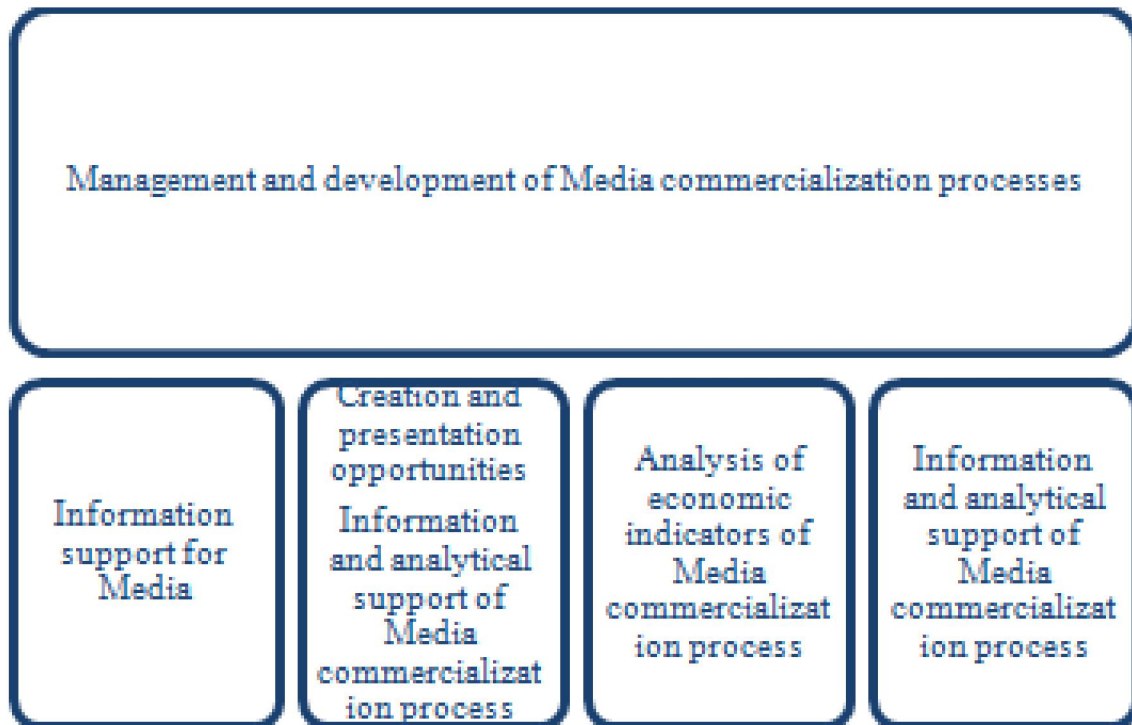 Management and development of Media commercialization processes
Information
support for
Media
Creation and
presentation
opportunities
Information
and analytical
support of
Media
commercializat
ion process
Analysis of
economic
indicators of
Media
commercializat
ion process
Information
and analytical
support of
Media
commercializat
ion process